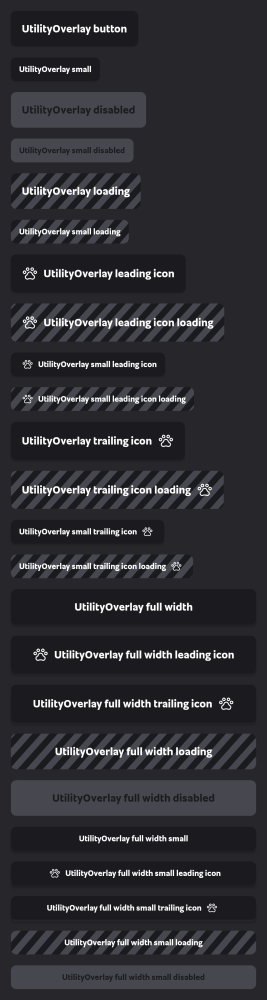 UtilityOverlay button
UtilityOverlay small
UtilityOverlay disabled
UtilityOverlay small disabled
UtilityOverlay loading
UtilityOverlay small loading
UtilityOverlay leading icon
UtilityOverlay leading icon loading
UtilityOverlay small leading icon
UtilityOverlay small leading icon loading
UtilityOverlay trailing icon
UtilityOverlay trailing icon loading
UtilityOverlay small trailing icon
UtilityOverlay small trailing icon loading
UtilityOverlay full width
UtilityOverlay full width leading icon
UtilityOverlay full width trailing icon
UtilityOverlay full width loading
UtilityOverlay full width disabled
UtilityOverlay full width small
UtilityOverlay full width small leading icon
UtilityOverlay full width small trailing icon
UtilityOverlay full width small loading
UtilityOverlay full width small disabled